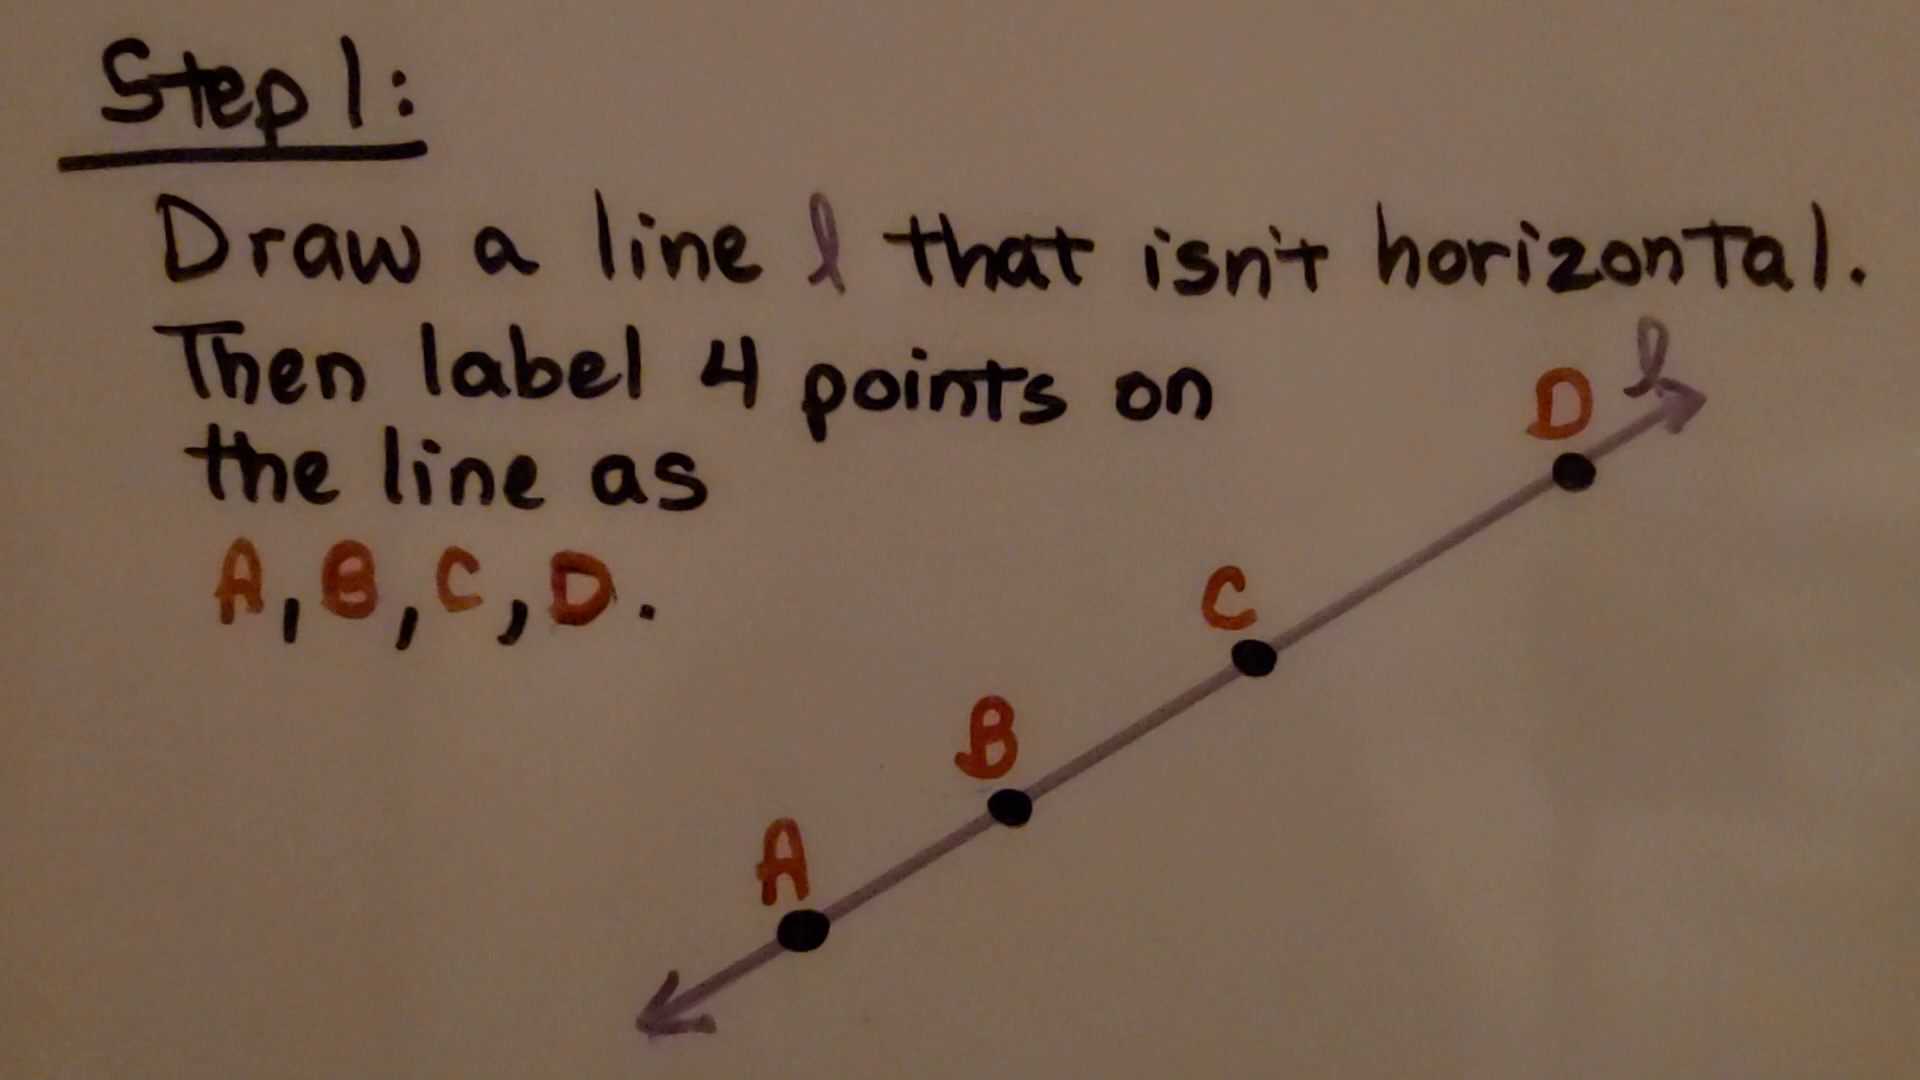 Step 1:
Draw a line l that isn't horizontal.
Then label 4 points on
the line as
A, B, C, D.
l
D
C
B
A